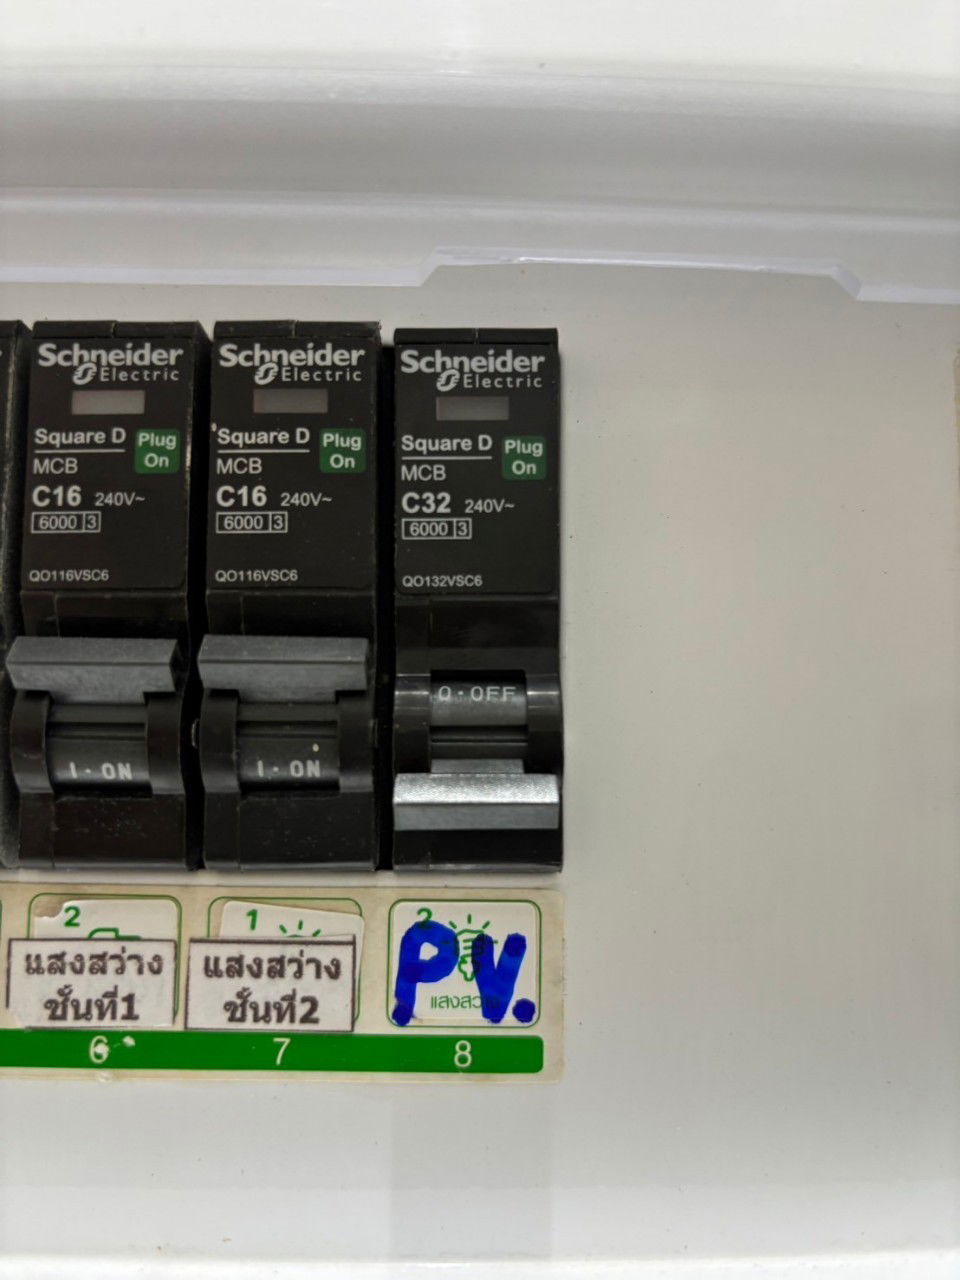 Schneider
Electric
Square D
Plug
On
MCB
C16 240V~
6000 3
QO116VSC6
I · ON
Schneider
Electric
Square D
Plug
On
MCB
C16 240V~
6000 3
QO116VSC6
I · ON
Schneider
Electric
Square D
Plug
On
MCB
C32 240V~
6000 3
QO132VSC6
O · OFF
2
แสงสว่าง
ชั้นที่1
6
1
แสงสว่าง
ชั้นที่2
7
2
PV.
8